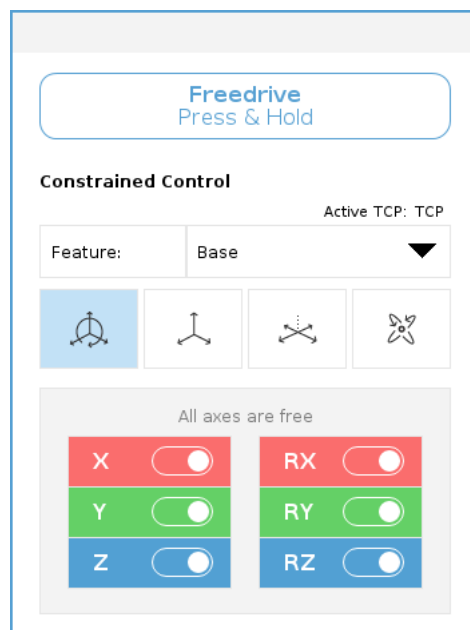 Freedrive
Press & Hold
Constrained Control
Active TCP: TCP
Feature: Base
All axes are free
X RX
Y RY
Z RZ